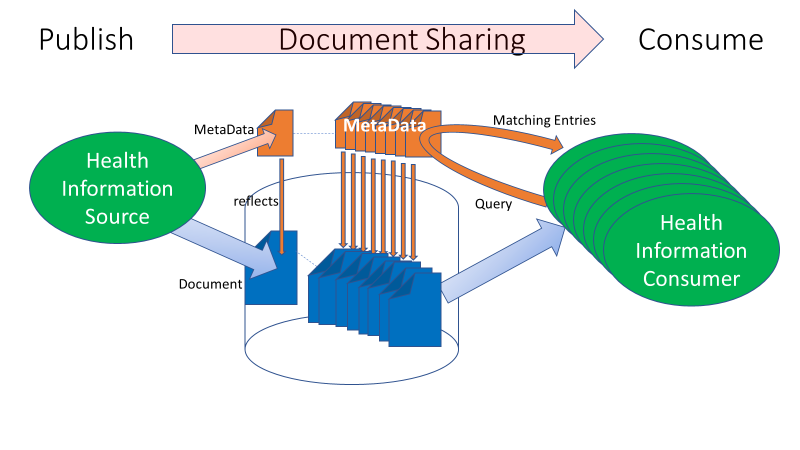 Publish
Document Sharing
Consume
MetaData
MetaData
Matching Entries
Health
Information
Source
reflects
Query
Document
Health
Information
Consumer